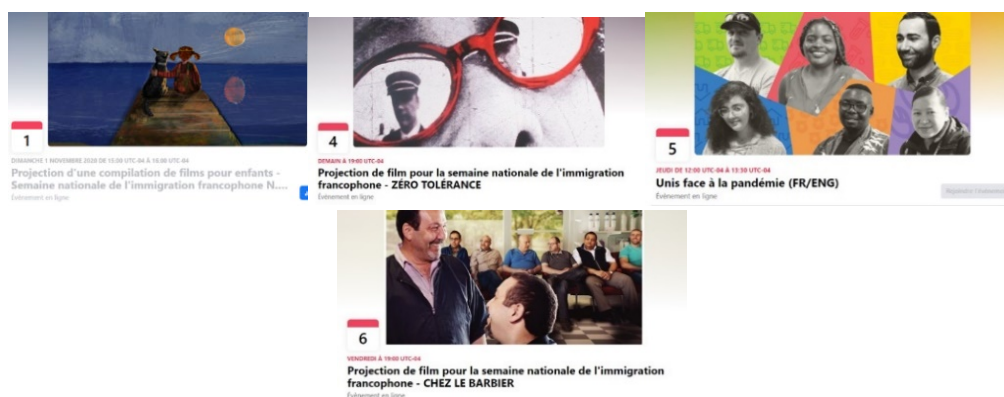 1
DIMANCHE 1 NOVEMBRE 2020 DE 15:00 UTC-04 À 16:00 UTC-04
Projection d'une compilation de films pour enfants -
Semaine nationale de l'immigration francophone N....
Évènement en ligne
4
DEMAIN À 19:00 UTC-04
Projection de film pour la semaine nationale de l'immigration
francophone - ZÉRO TOLÉRANCE
Évènement en ligne
5
JEUDI DE 12:00 UTC-04 À 13:30 UTC-04
Unis face à la pandémie (FR/ENG)
Évènement en ligne
6
VENDREDI À 19:00 UTC-04
Projection de film pour la semaine nationale de l'immigration
francophone - CHEZ LE BARBIER
Évènement en ligne